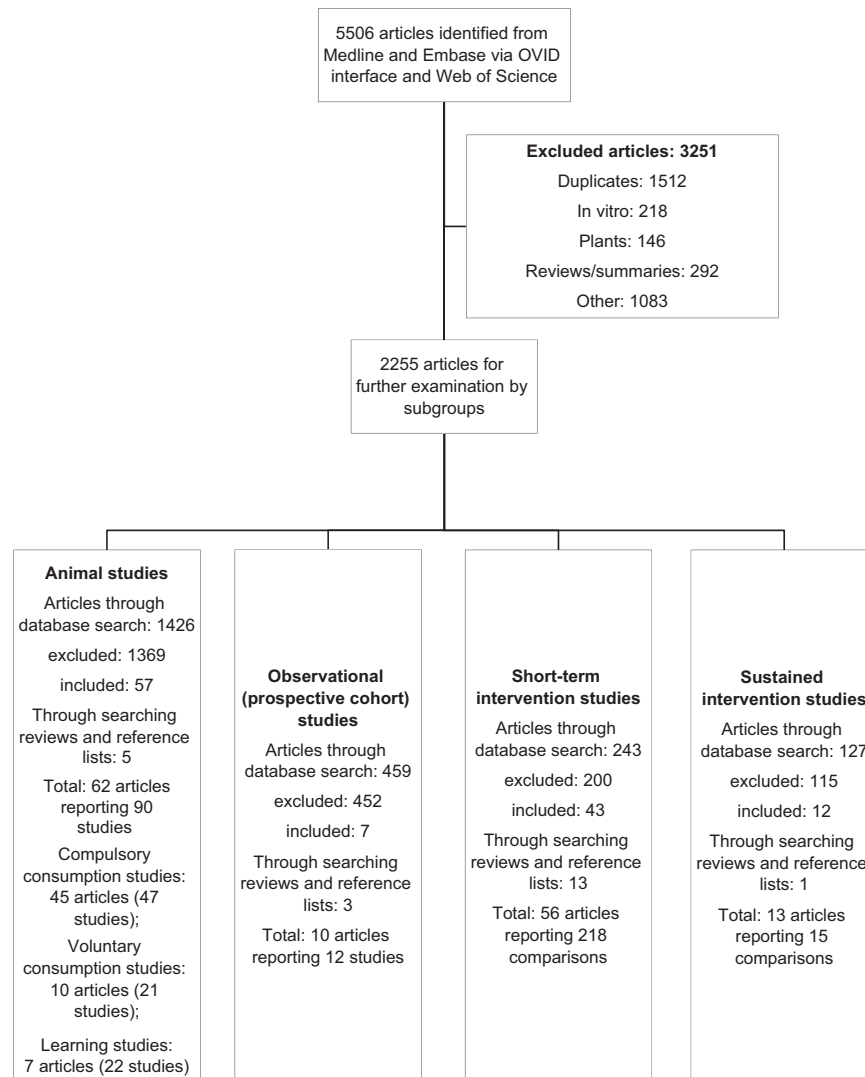 5506 articles identified from
Medline and Embase via OVID
interface and Web of Science
Excluded articles: 3251
Duplicates: 1512
In vitro: 218
Plants: 146
Reviews/summaries: 292
Other: 1083
2255 articles for
further examination by
subgroups
Animal studies
Articles through
database search: 1426
excluded: 1369
included: 57
Through searching
reviews and reference
lists: 5
Total: 62 articles
reporting 90
studies
Compulsory
consumption studies:
45 articles (47
studies);
Voluntary
consumption studies:
10 articles (21
studies);
Learning studies:
7 articles (22 studies)
Observational
(prospective cohort)
studies
Articles through
database search: 459
excluded: 452
included: 7
Through searching
reviews and reference
lists: 3
Total: 10 articles
reporting 12 studies
Short-term
intervention studies
Articles through
database search: 243
excluded: 200
included: 43
Through searching
reviews and reference
lists: 13
Total: 56 articles
reporting 218
comparisons
Sustained
intervention studies
Articles through
database search: 127
excluded: 115
included: 12
Through searching
reviews and reference
lists: 1
Total: 13 articles
reporting 15
comparisons